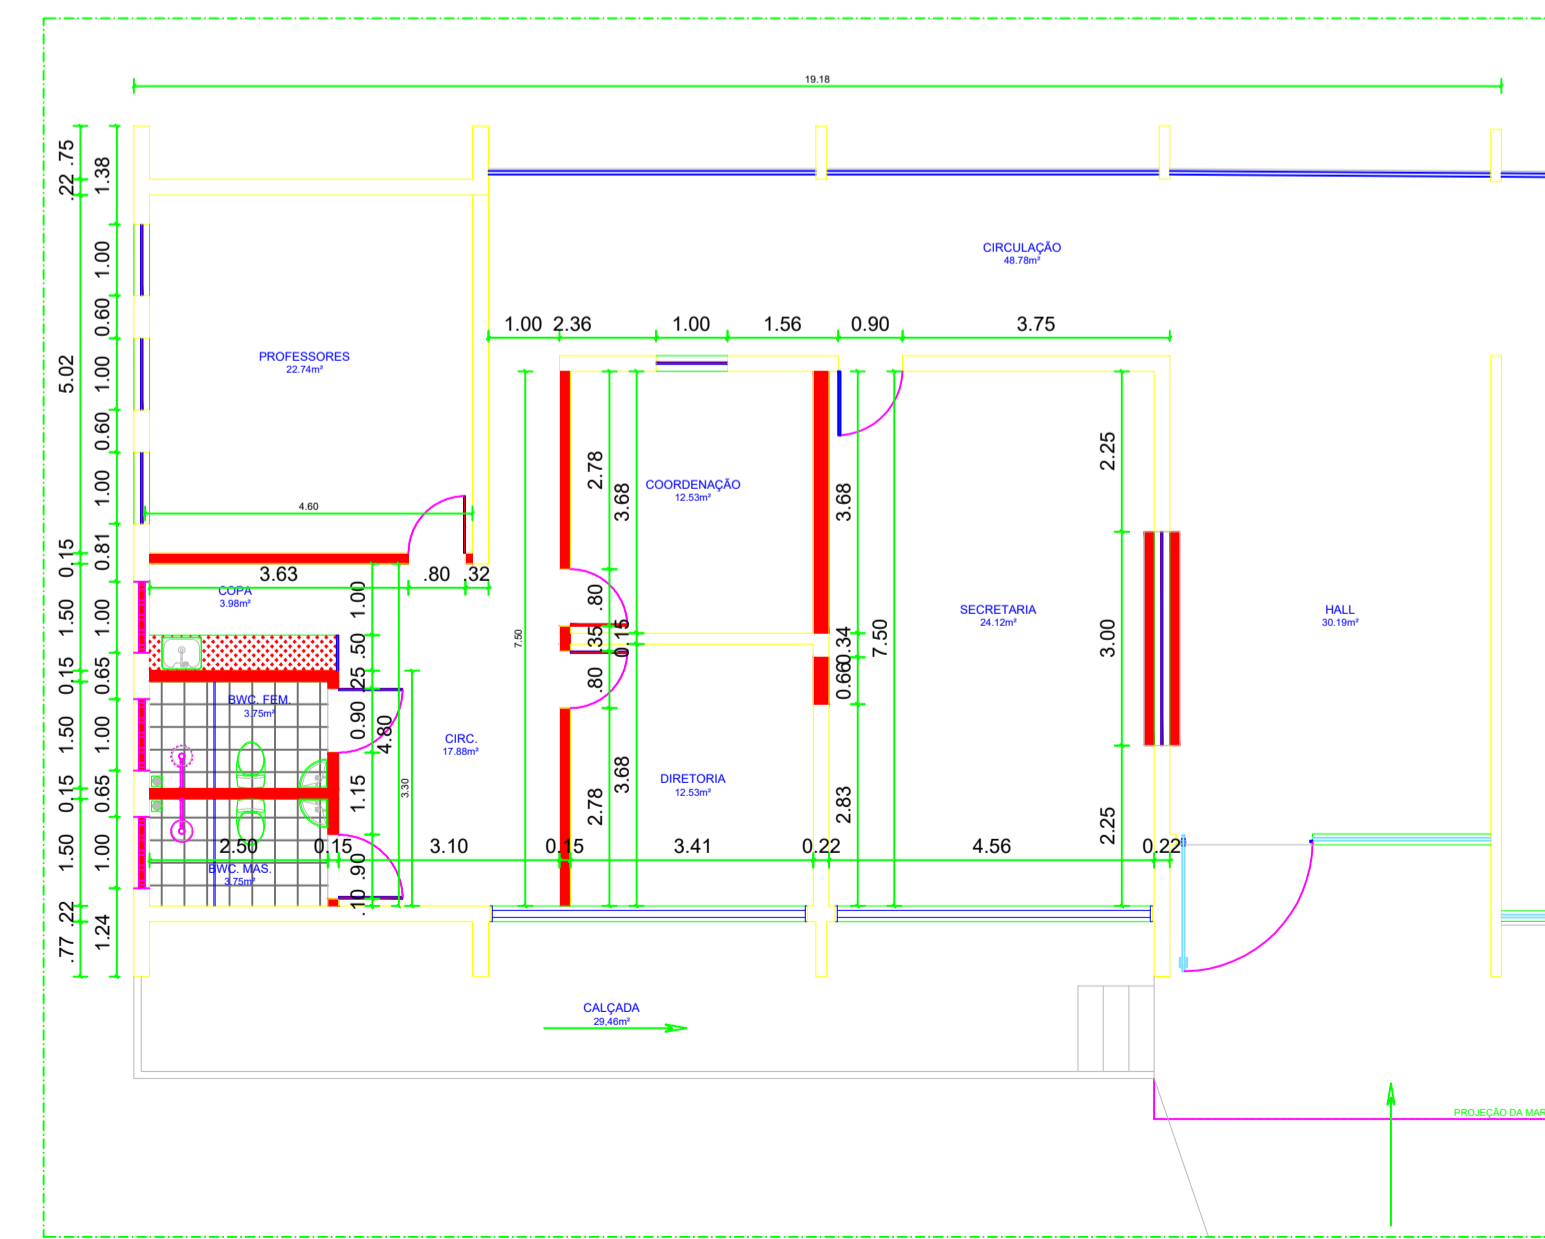 19.18
.75
.22
1.38
1.00
0.60
1.00
0.60
1.00
5.02
0.81
0.15
1.50
1.00
0.15
0.65
1.50
1.00
0.15
0.65
1.50
1.00
.22
.77
1.24
CIRCULAÇÃO
48.78m²
1.00 2.36 1.00 1.56 0.90 3.75
PROFESSORES
22.74m²
4.60
3.63 .80 .32
COPA
3.98m²
1.00
.50
.25
0.90
4.80
1.15
3.30
.90
.10
BWC. FEM.
3.75m²
BWC. MAS.
3.75m²
CIRC.
17.88m²
7.50
2.78
3.68
.80
.35
0.15
.80
3.68
2.78
COORDENAÇÃO
12.53m²
DIRETORIA
12.53m²
3.68
0.34
0.66
7.50
2.83
SECRETARIA
24.12m²
2.25
3.00
2.25
HALL
30.19m²
2.50 0.15 3.10 0.15 3.41 0.22 4.56 0.22
CALÇADA
29,46m²
PROJEÇÃO DA MAR